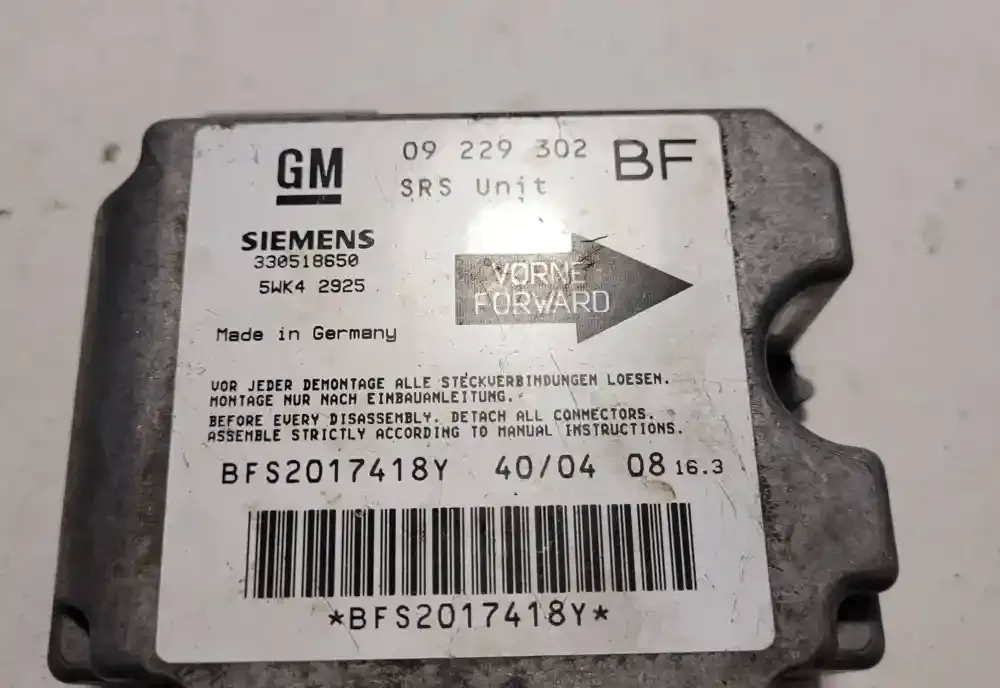 GM
09 229 302
BF
SRS Unit
SIEMENS
330518650
5WK4 2925
VORNE
FORWARD
Made in Germany
VOR JEDER DEMONTAGE ALLE STECKVERBINDUNGEN LOESEN.
MONTAGE NUR NACH EINBAUANLEITUNG.
BEFORE EVERY DISASSEMBLY. DETACH ALL CONNECTORS.
ASSEMBLE STRICTLY ACCORDING TO MANUAL INSTRUCTIONS.
BFS2017418Y 40/04 08 16.3
*BFS2017418Y*